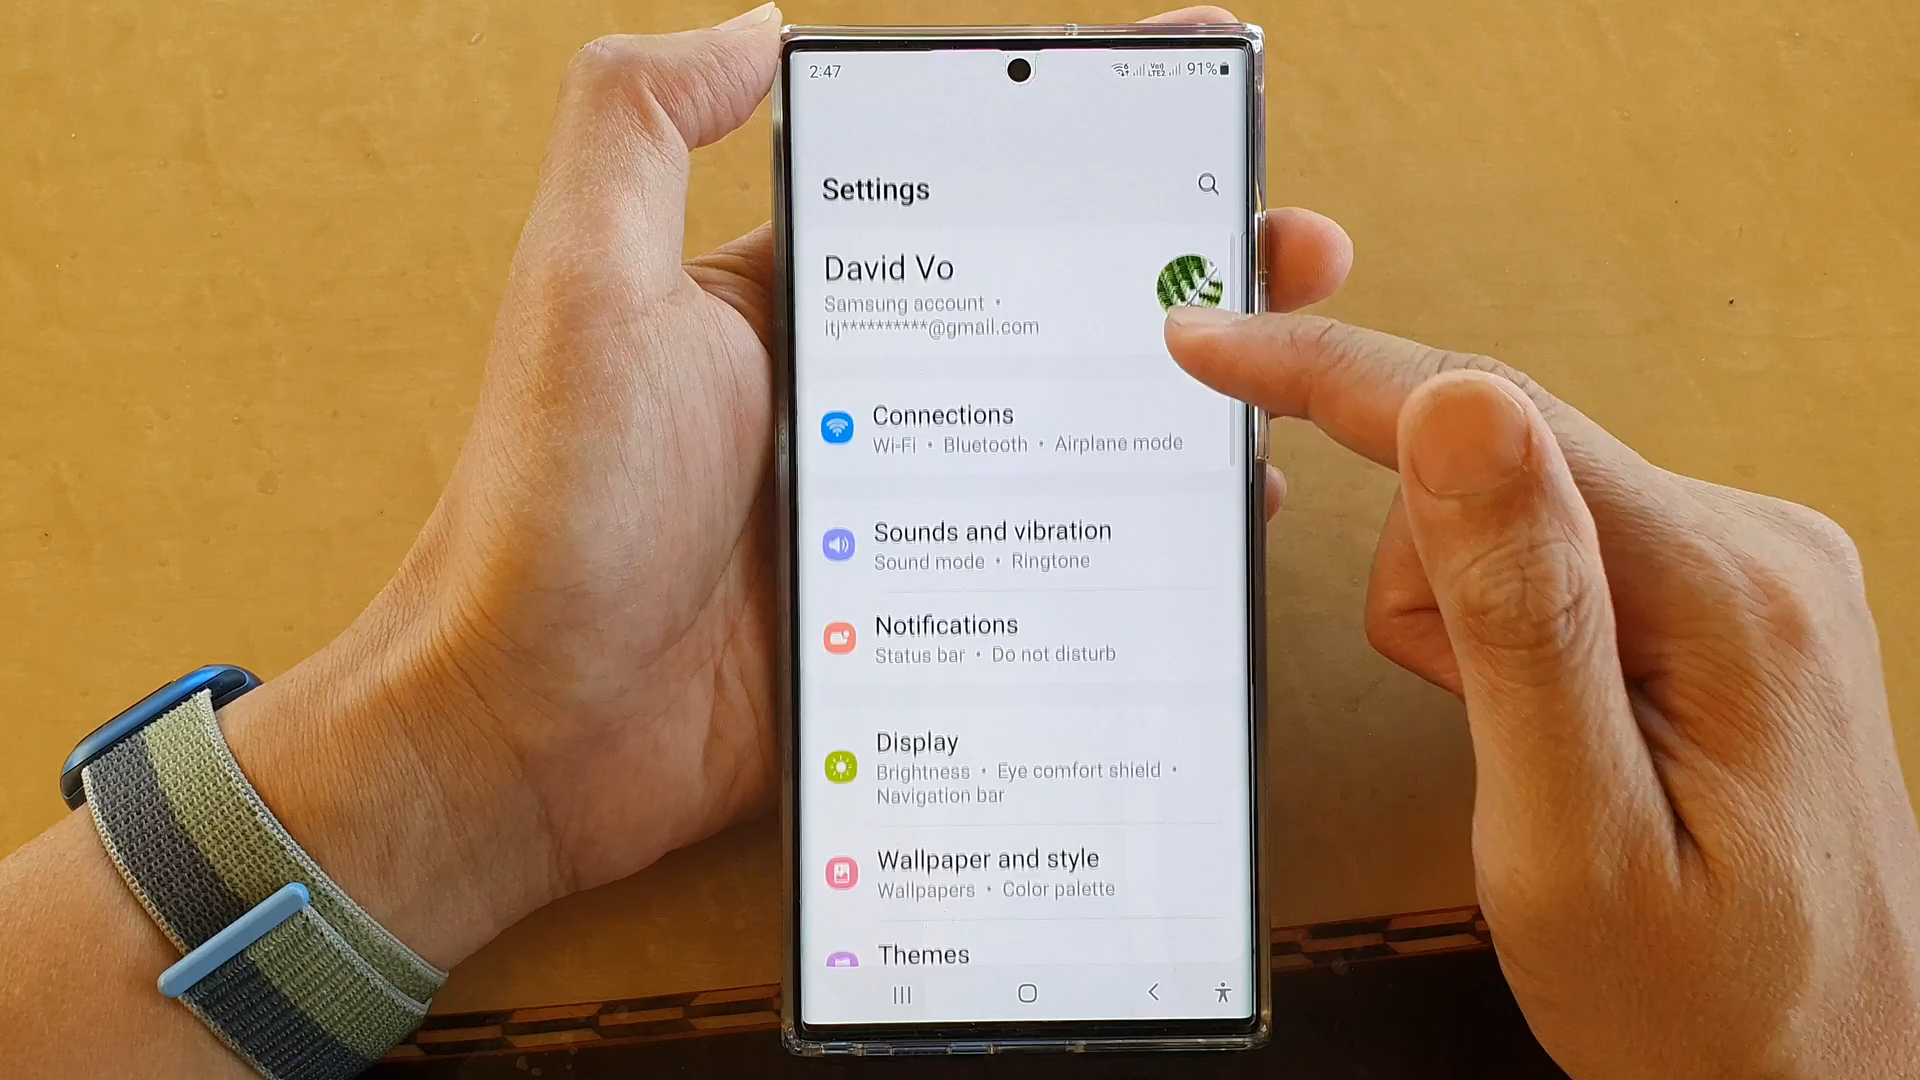 2:47
Vo)) LTE2 91%
Settings
David Vo
Samsung account •
itj**********@gmail.com
Connections
Wi-Fi • Bluetooth • Airplane mode
Sounds and vibration
Sound mode • Ringtone
Notifications
Status bar • Do not disturb
Display
Brightness • Eye comfort shield •
Navigation bar
Wallpaper and style
Wallpapers • Color palette
Themes